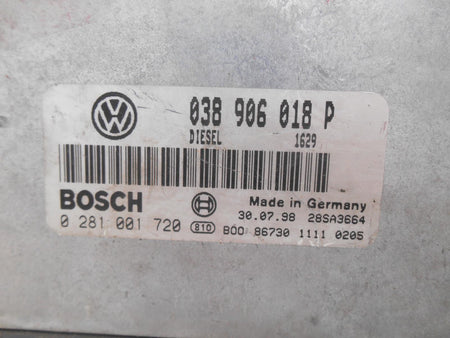 038 906 018 P
DIESEL 1629
BOSCH Made in Germany
30.07.98 28SA3664
0 281 001 720 810 B00 86730 1111 0205